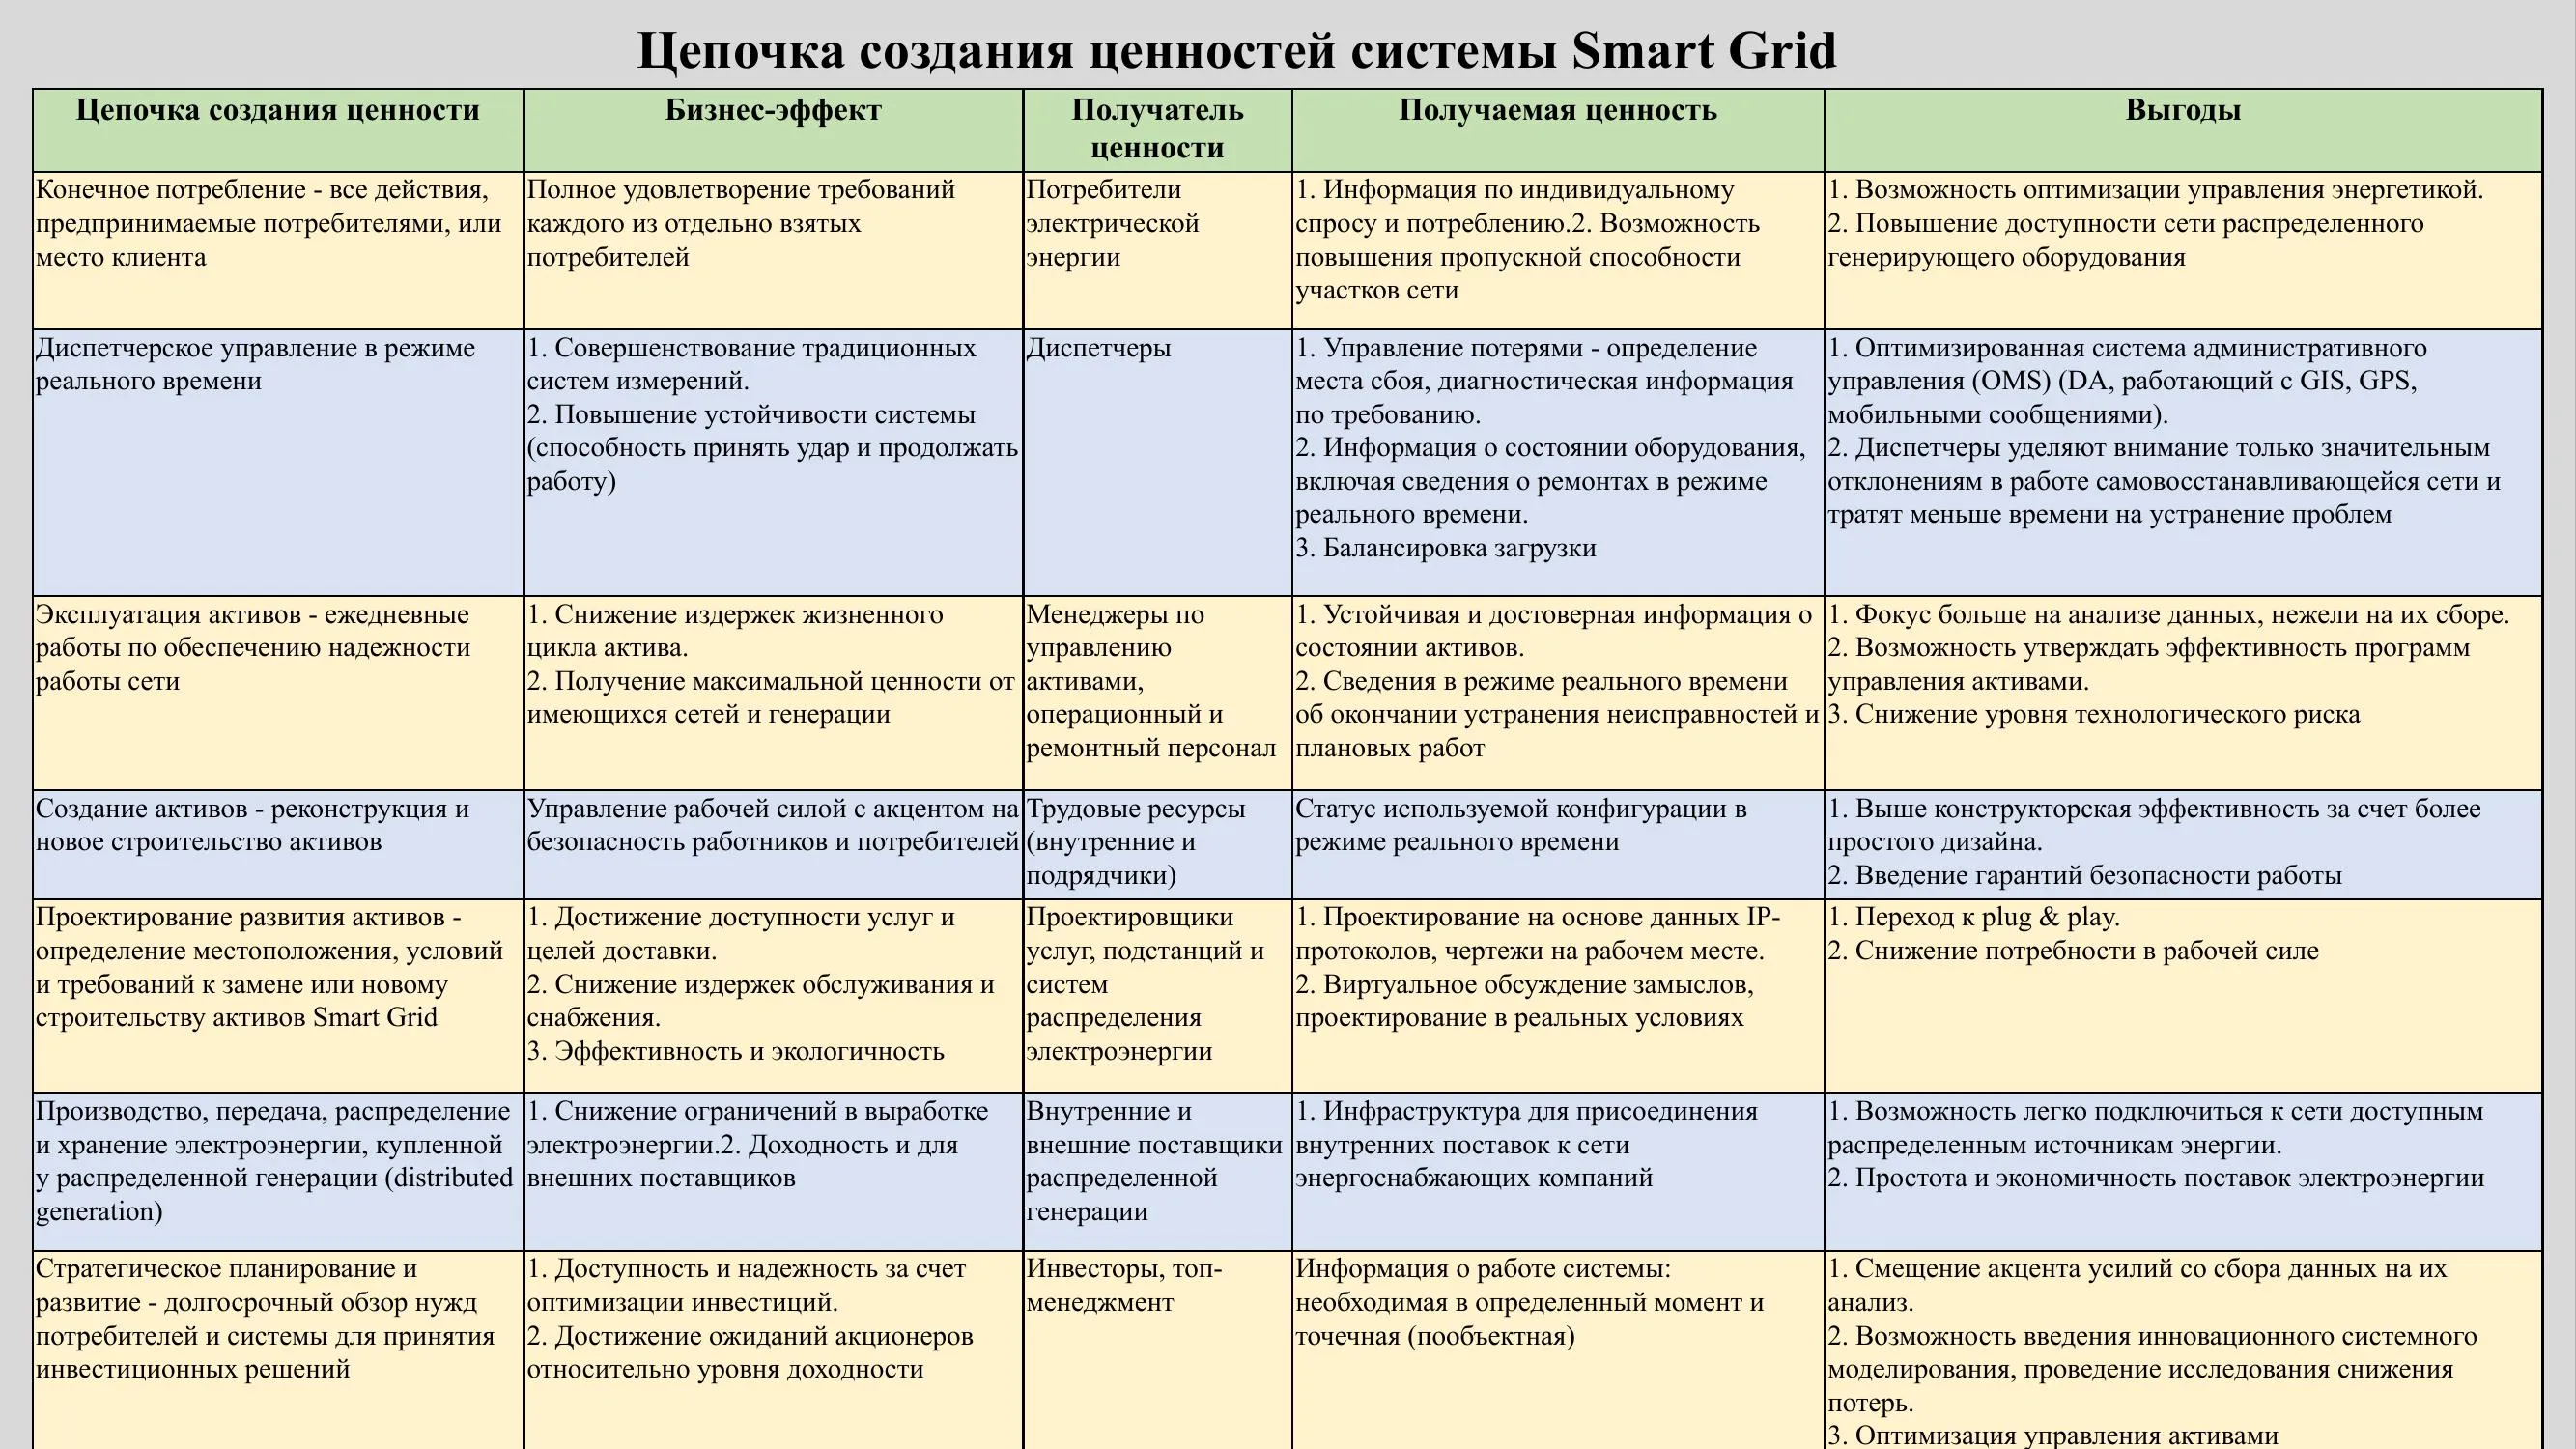 Цепочка создания ценностей системы Smart Grid
Цепочка создания ценности
Бизнес-эффект
Получатель
ценности
Получаемая ценность
Выгоды
Конечное потребление - все действия,
предпринимаемые потребителями, или
место клиента
Полное удовлетворение требований
каждого из отдельно взятых
потребителей
Потребители
электрической
энергии
1. Информация по индивидуальному
спросу и потреблению.2. Возможность
повышения пропускной способности
участков сети
1. Возможность оптимизации управления энергетикой.
2. Повышение доступности сети распределенного
генерирующего оборудования
Диспетчерское управление в режиме
реального времени
1. Совершенствование традиционных
систем измерений.
2. Повышение устойчивости системы
(способность принять удар и продолжать
работу)
Диспетчеры
1. Управление потерями - определение
места сбоя, диагностическая информация
по требованию.
2. Информация о состоянии оборудования,
включая сведения о ремонтах в режиме
реального времени.
3. Балансировка загрузки
1. Оптимизированная система административного
управления (OMS) (DA, работающий с GIS, GPS,
мобильными сообщениями).
2. Диспетчеры уделяют внимание только значительным
отклонениям в работе самовосстанавливающейся сети и
тратят меньше времени на устранение проблем
Эксплуатация активов - ежедневные
работы по обеспечению надежности
работы сети
1. Снижение издержек жизненного
цикла актива.
2. Получение максимальной ценности от
имеющихся сетей и генерации
Менеджеры по
управлению
активами,
операционный и
ремонтный персонал
1. Устойчивая и достоверная информация о
состоянии активов.
2. Сведения в режиме реального времени
об окончании устранения неисправностей и
плановых работ
1. Фокус больше на анализе данных, нежели на их сборе.
2. Возможность утверждать эффективность программ
управления активами.
3. Снижение уровня технологического риска
Создание активов - реконструкция и
новое строительство активов
Управление рабочей силой с акцентом на
безопасность работников и потребителей
Трудовые ресурсы
(внутренние и
подрядчики)
Статус используемой конфигурации в
режиме реального времени
1. Выше конструкторская эффективность за счет более
простого дизайна.
2. Введение гарантий безопасности работы
Проектирование развития активов -
определение местоположения, условий
и требований к замене или новому
строительству активов Smart Grid
1. Достижение доступности услуг и
целей доставки.
2. Снижение издержек обслуживания и
снабжения.
3. Эффективность и экологичность
Проектировщики
услуг, подстанций и
систем
распределения
электроэнергии
1. Проектирование на основе данных IP-
протоколов, чертежи на рабочем месте.
2. Виртуальное обсуждение замыслов,
проектирование в реальных условиях
1. Переход к plug & play.
2. Снижение потребности в рабочей силе
Производство, передача, распределение
и хранение электроэнергии, купленной
у распределенной генерации (distributed
generation)
1. Снижение ограничений в выработке
электроэнергии.2. Доходность и для
внешних поставщиков
Внутренние и
внешние поставщики
распределенной
генерации
1. Инфраструктура для присоединения
внутренних поставок к сети
энергоснабжающих компаний
1. Возможность легко подключиться к сети доступным
распределенным источникам энергии.
2. Простота и экономичность поставок электроэнергии
Стратегическое планирование и
развитие - долгосрочный обзор нужд
потребителей и системы для принятия
инвестиционных решений
1. Доступность и надежность за счет
оптимизации инвестиций.
2. Достижение ожиданий акционеров
относительно уровня доходности
Инвесторы, топ-
менеджмент
Информация о работе системы:
необходимая в определенный момент и
точечная (пообъектная)
1. Смещение акцента усилий со сбора данных на их
анализ.
2. Возможность введения инновационного системного
моделирования, проведение исследования снижения
потерь.
3. Оптимизация управления активами